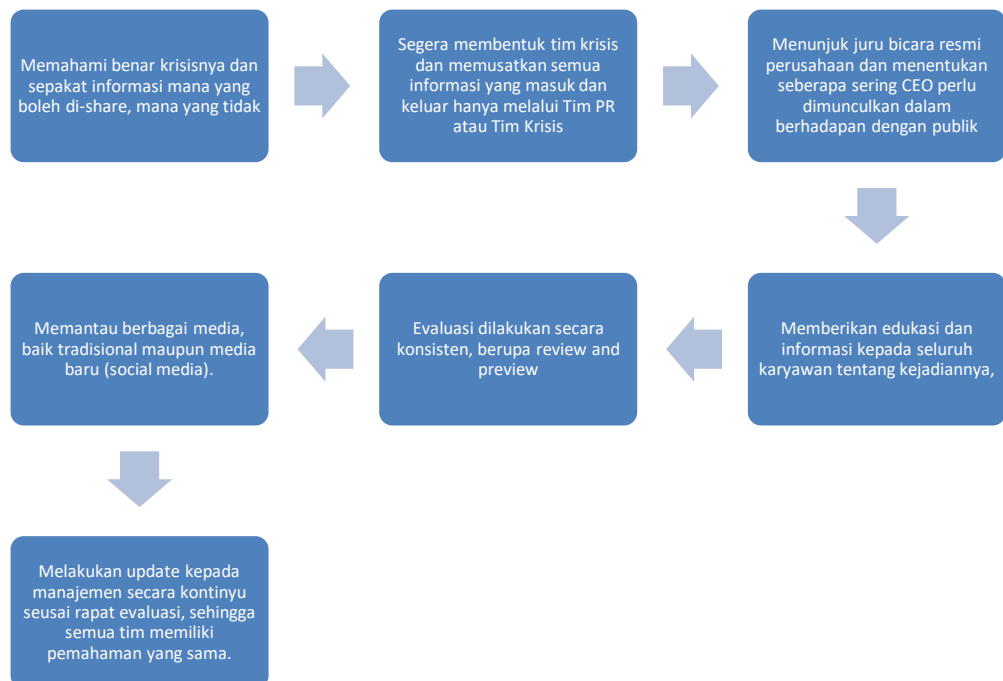 Memahami benar krisisnya dan
sepakat informasi mana yang
boleh di-share, mana yang tidak
Segera membentuk tim krisis
dan memusatkan semua
informasi yang masuk dan
keluar hanya melalui Tim PR
atau Tim Krisis
Menunjuk juru bicara resmi
perusahaan dan menentukan
seberapa sering CEO perlu
dimunculkan dalam
berhadapan dengan publik
Memberikan edukasi dan
informasi kepada seluruh
karyawan tentang kejadiannya,
Evaluasi dilakukan secara
konsisten, berupa review and
preview
Memantau berbagai media,
baik tradisional maupun media
baru (social media).
Melakukan update kepada
manajemen secara kontinyu
seusai rapat evaluasi, sehingga
semua tim memiliki
pemahaman yang sama.